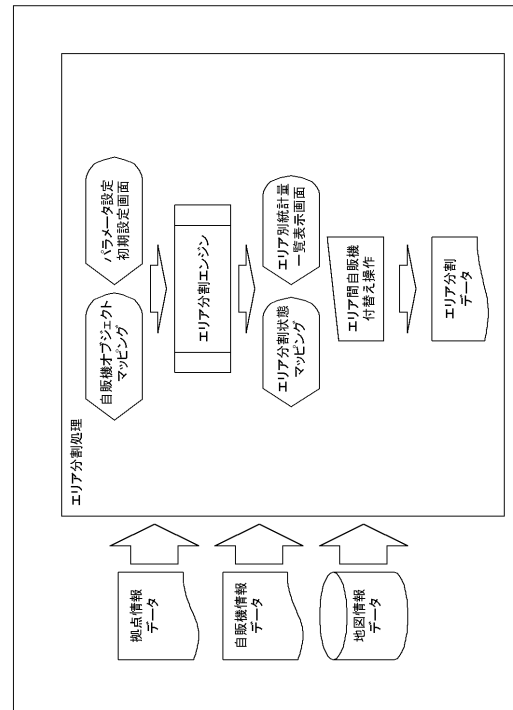 エリア分割処理
自販機オブジェクト
マッピング
パラメータ設定
初期設定画面
エリア分割エンジン
エリア分割状態
マッピング
エリア別統計量
一覧表示画面
エリア間自販機
付替え操作
エリア分割
データ
拠点情報
データ
自販機情報
データ
地図情報
データ